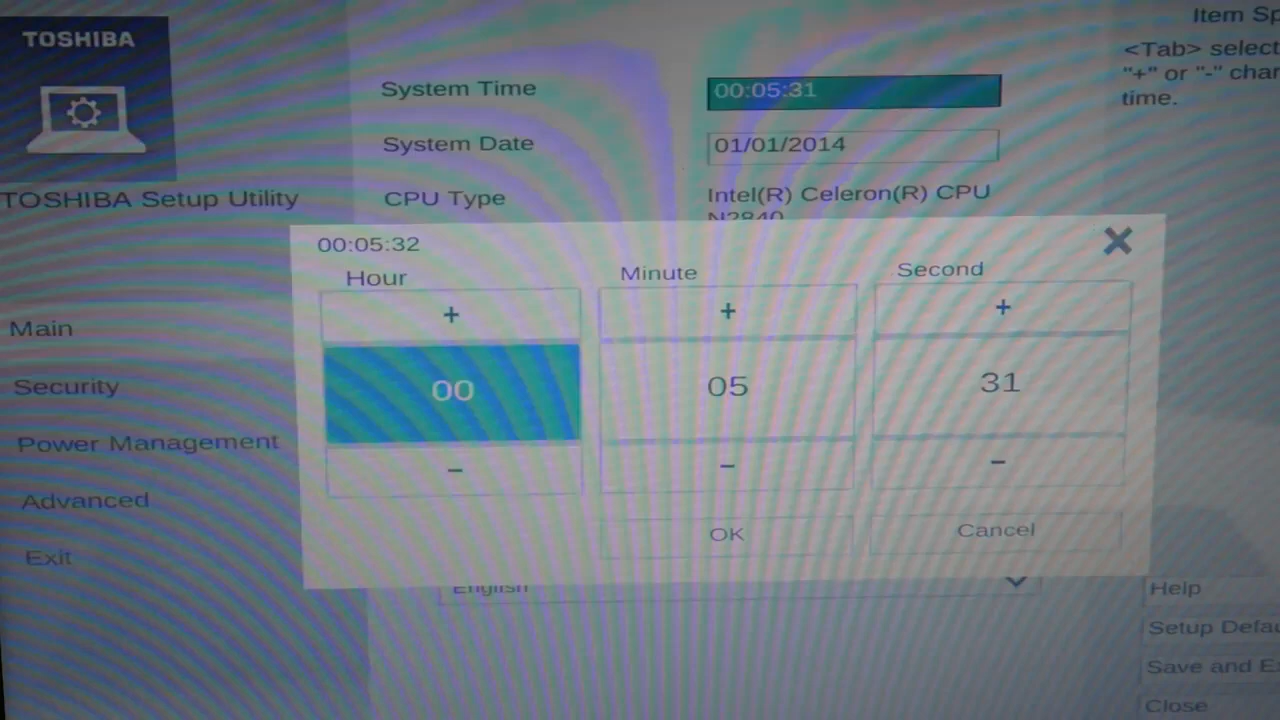 TOSHIBA
Item Sp
<Tab> select
"+" or "-" char
time.
System Time
00:05:31
System Date
01/01/2014
TOSHIBA Setup Utility
CPU Type
Intel(R) Celeron(R) CPU
N2840
00:05:32
Hour
Minute
Second
+
+
+
00
05
31
-
-
-
OK
Cancel
Main
Security
Power Management
Advanced
Exit
English
Help
Setup Defau
Save and E
Close